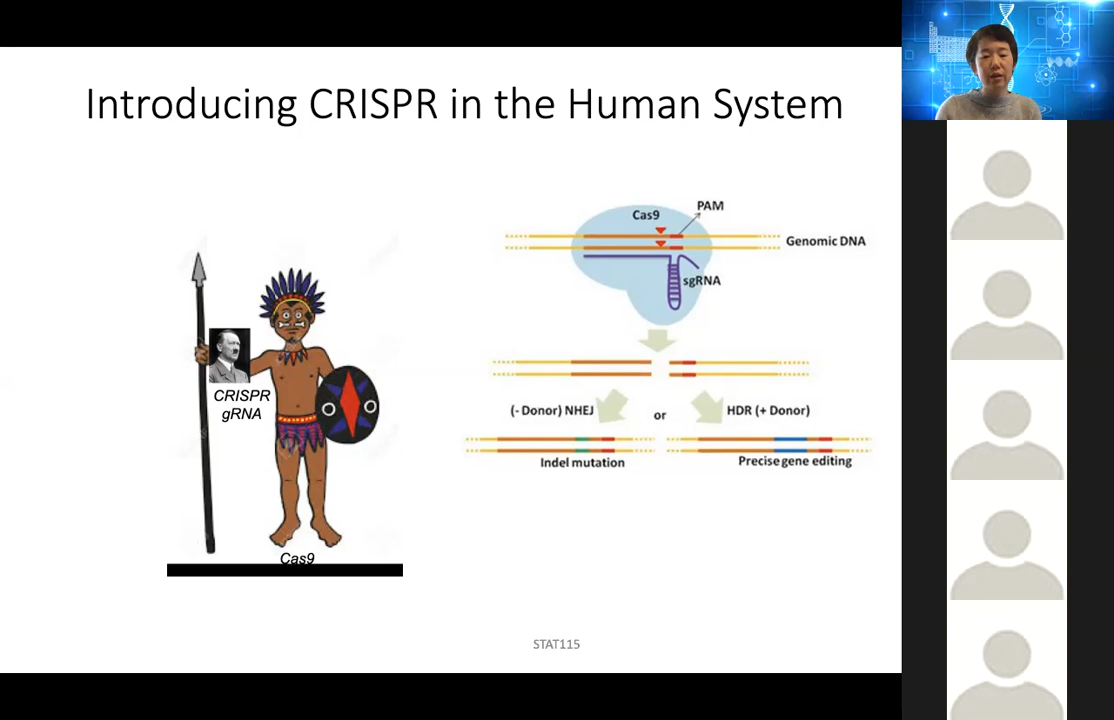 Introducing CRISPR in the Human System
CRISPR
gRNA
Cas9
Cas9
PAM
Genomic DNA
sgRNA
(- Donor) NHEJ
or
HDR (+ Donor)
Indel mutation
Precise gene editing
STAT115